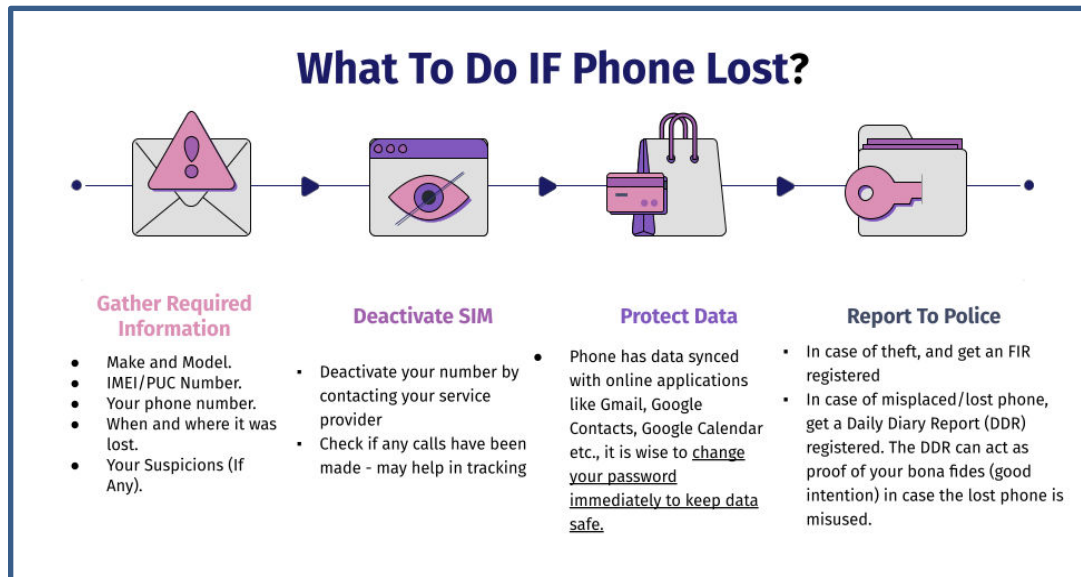 What To Do IF Phone Lost?
Gather Required
Information
● Make and Model.
● IMEI/PUC Number.
● Your phone number.
● When and where it was
lost.
● Your Suspicions (If
Any).
Deactivate SIM
▪ Deactivate your number by
contacting your service
provider
▪ Check if any calls have been
made - may help in tracking
Protect Data
● Phone has data synced
with online applications
like Gmail, Google
Contacts, Google Calendar
etc., it is wise to change
your password
immediately to keep data
safe.
Report To Police
▪ In case of theft, and get an FIR
registered
▪ In case of misplaced/lost phone,
get a Daily Diary Report (DDR)
registered. The DDR can act as
proof of your bona fides (good
intention) in case the lost phone is
misused.